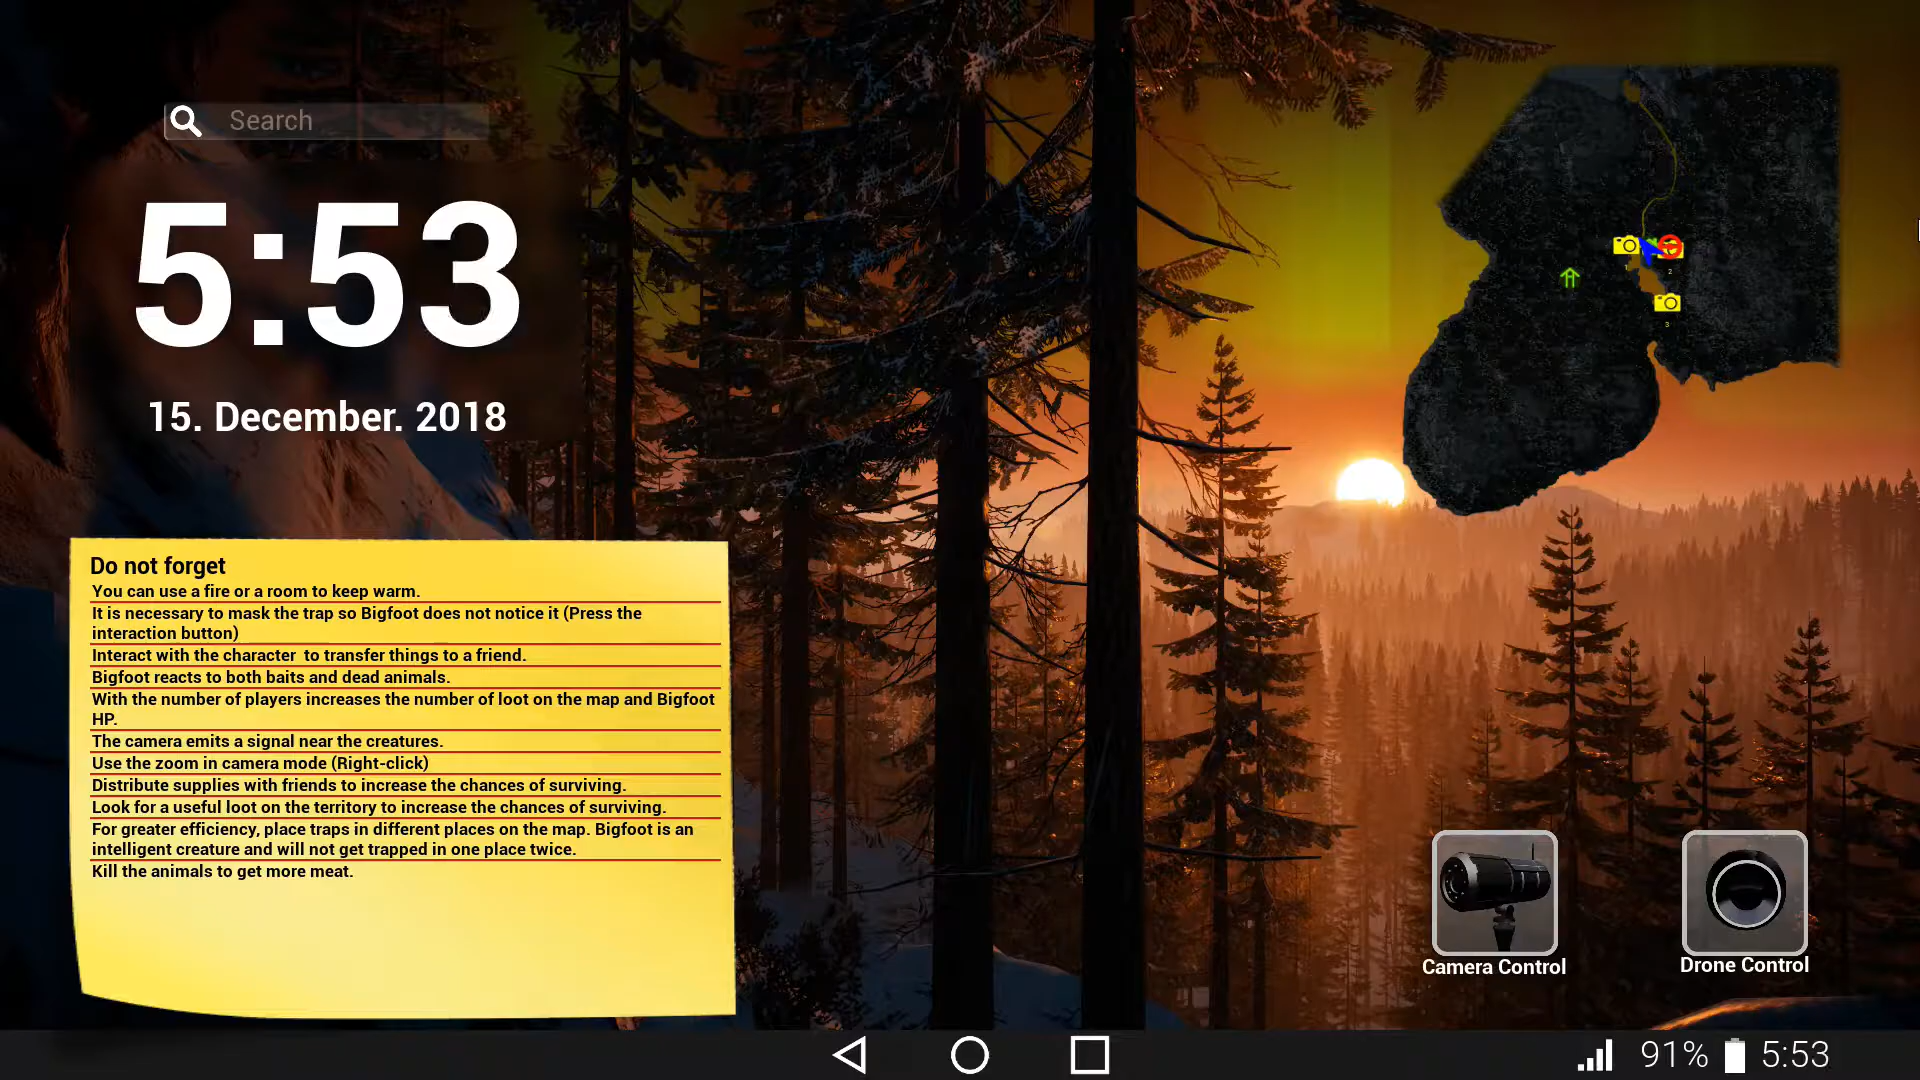 Search
5:53
15. December. 2018
Do not forget
You can use a fire or a room to keep warm.
It is necessary to mask the trap so Bigfoot does not notice it (Press the
interaction button)
Interact with the character  to transfer things to a friend.
Bigfoot reacts to both baits and dead animals.
With the number of players increases the number of loot on the map and Bigfoot
HP.
The camera emits a signal near the creatures.
Use the zoom in camera mode (Right-click)
Distribute supplies with friends to increase the chances of surviving.
Look for a useful loot on the territory to increase the chances of surviving.
For greater efficiency, place traps in different places on the map. Bigfoot is an
intelligent creature and will not get trapped in one place twice.
Kill the animals to get more meat.
1
2
3
Camera Control
Drone Control
91% 5:53